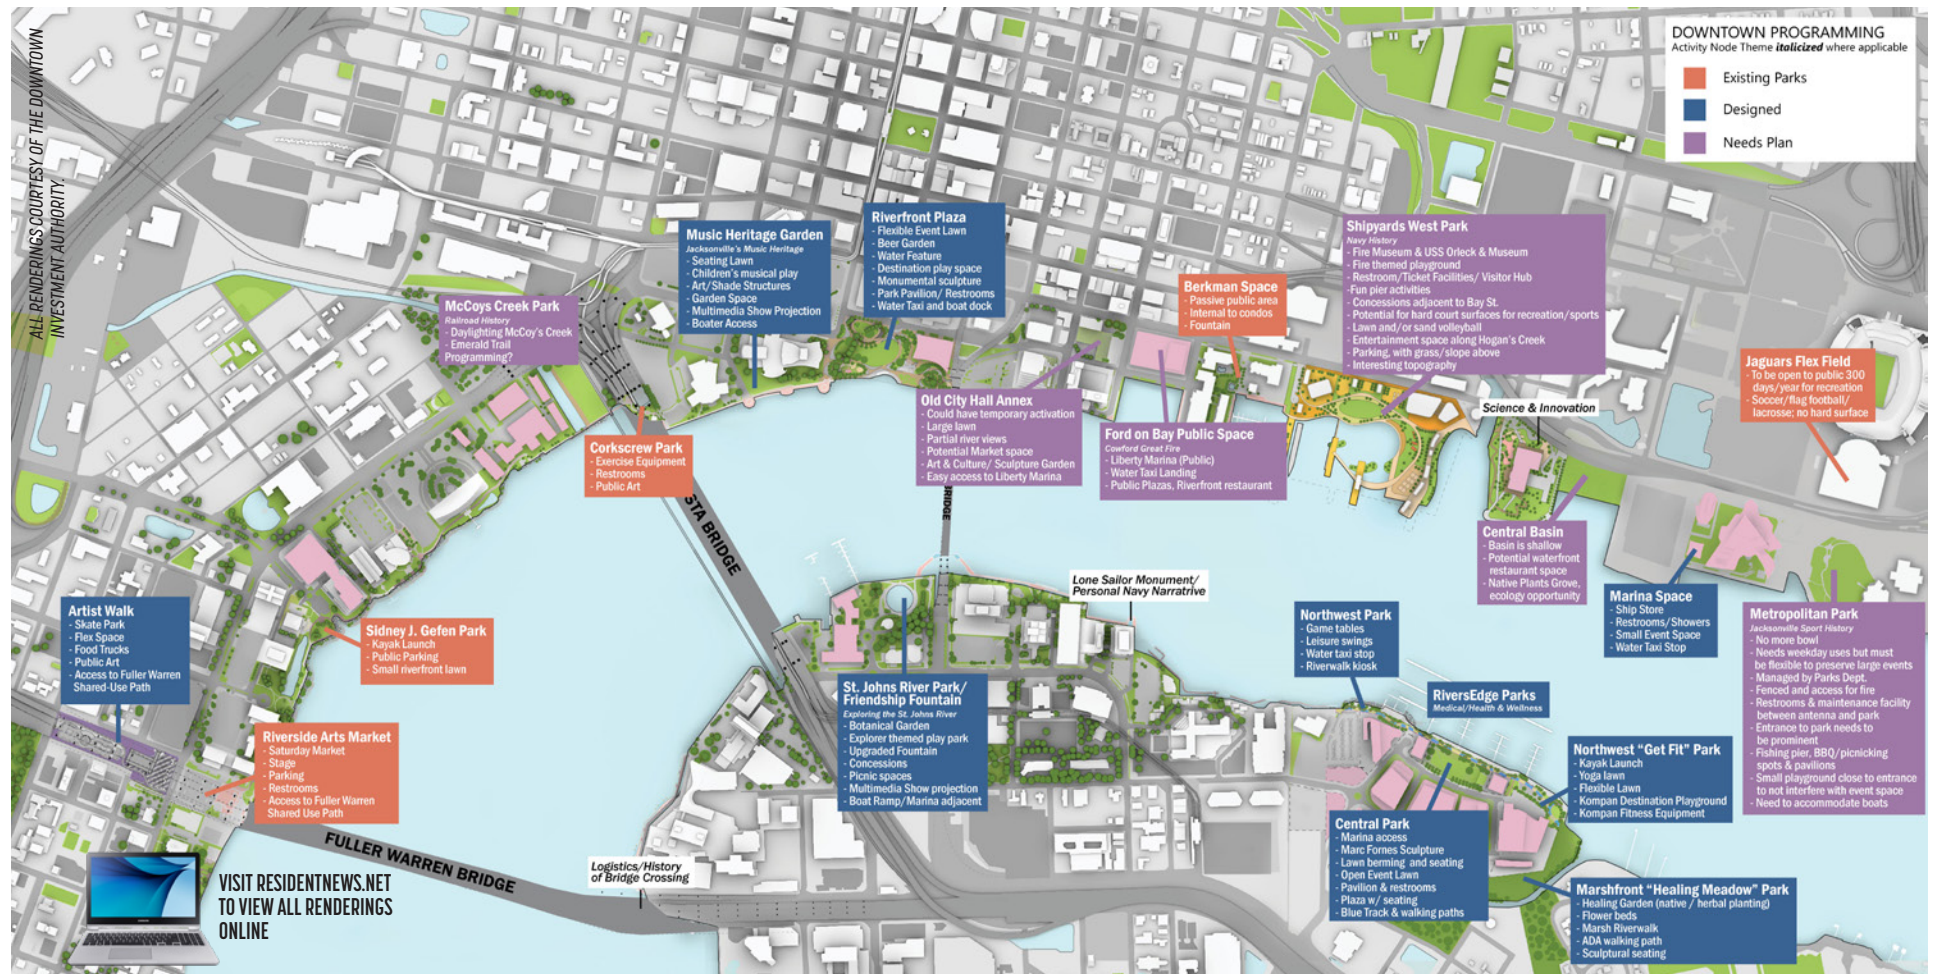 ALL RENDERINGS COURTESY OF THE DOWNTOWN
INVESTMENT AUTHORITY.
DOWNTOWN PROGRAMMING
Activity Node Theme italicized where applicable
Existing Parks
Designed
Needs Plan
McCoys Creek Park
Railroad History
- Daylighting McCoy's Creek
- Emerald Trail
Programming?
Music Heritage Garden
Jacksonville's Music Heritage
- Seating Lawn
- Children's musical play
- Art/Shade Structures
- Garden Space
- Multimedia Show Projection
- Boater Access
Riverfront Plaza
- Flexible Event Lawn
- Beer Garden
- Water Feature
- Destination play space
- Monumental sculpture
- Park Pavilion/ Restrooms
- Water Taxi and boat dock
Berkman Space
- Passive public area
- Internal to condos
- Fountain
Shipyards West Park
Navy History
- Fire Museum & USS Orleck & Museum
- Fire themed playground
- Restroom/Ticket Facilities/ Visitor Hub
-Fun pier activities
- Concessions adjacent to Bay St.
- Potential for hard court surfaces for recreation/sports
- Lawn and/or sand volleyball
- Entertainment space along Hogan's Creek
- Parking, with grass/slope above
- Interesting topography
Jaguars Flex Field
- To be open to public 300
days/year for recreation
- Soccer/flag football/
lacrosse; no hard surface
Corkscrew Park
- Exercise Equipment
- Restrooms
- Public Art
Old City Hall Annex
- Could have temporary activation
- Large lawn
- Partial river views
- Potential Market space
- Art & Culture/ Sculpture Garden
- Easy access to Liberty Marina
Ford on Bay Public Space
Cowford Great Fire
- Liberty Marina (Public)
- Water Taxi Landing
- Public Plazas, Riverfront restaurant
Science & Innovation
Central Basin
- Basin is shallow
- Potential waterfront
restaurant space
- Native Plants Grove,
ecology opportunity
STA BRIDGE
BRIDGE
Lone Sailor Monument/
Personal Navy Narratrive
Artist Walk
- Skate Park
- Flex Space
- Food Trucks
- Public Art
- Access to Fuller Warren
Shared-Use Path
Sidney J. Gefen Park
- Kayak Launch
- Public Parking
- Small riverfront lawn
Northwest Park
- Game tables
- Leisure swings
- Water taxi stop
- Riverwalk kiosk
Marina Space
- Ship Store
- Restrooms/Showers
- Small Event Space
- Water Taxi Stop
Metropolitan Park
Jacksonville Sport History
- No more bowl
- Needs weekday uses but must
be flexible to preserve large events
- Managed by Parks Dept.
- Fenced and access for fire
- Restrooms & maintenance facility
between antenna and park
- Entrance to park needs to
be prominent
- Fishing pier, BBQ/picnicking
spots & pavilions
- Small playground close to entrance
to not interfere with event space
- Need to accommodate boats
St. Johns River Park/
Friendship Fountain
Exploring the St. Johns River
- Botanical Garden
- Explorer themed play park
- Upgraded Fountain
- Concessions
- Picnic spaces
- Multimedia Show projection
- Boat Ramp/Marina adjacent
RiversEdge Parks
Medical/Health & Wellness
Riverside Arts Market
- Saturday Market
- Stage
- Parking
- Restrooms
- Access to Fuller Warren
Shared Use Path
Northwest "Get Fit" Park
- Kayak Launch
- Yoga lawn
- Flexible Lawn
- Kompan Destination Playground
- Kompan Fitness Equipment
Central Park
- Marina access
- Marc Fornes Sculpture
- Lawn berming and seating
- Open Event Lawn
- Pavilion & restrooms
- Plaza w/ seating
- Blue Track & walking paths
FULLER WARREN BRIDGE
Logistics/History
of Bridge Crossing
Marshfront "Healing Meadow" Park
- Healing Garden (native / herbal planting)
- Flower beds
- Marsh Riverwalk
- ADA walking path
- Sculptural seating
VISIT RESIDENTNEWS.NET
TO VIEW ALL RENDERINGS
ONLINE